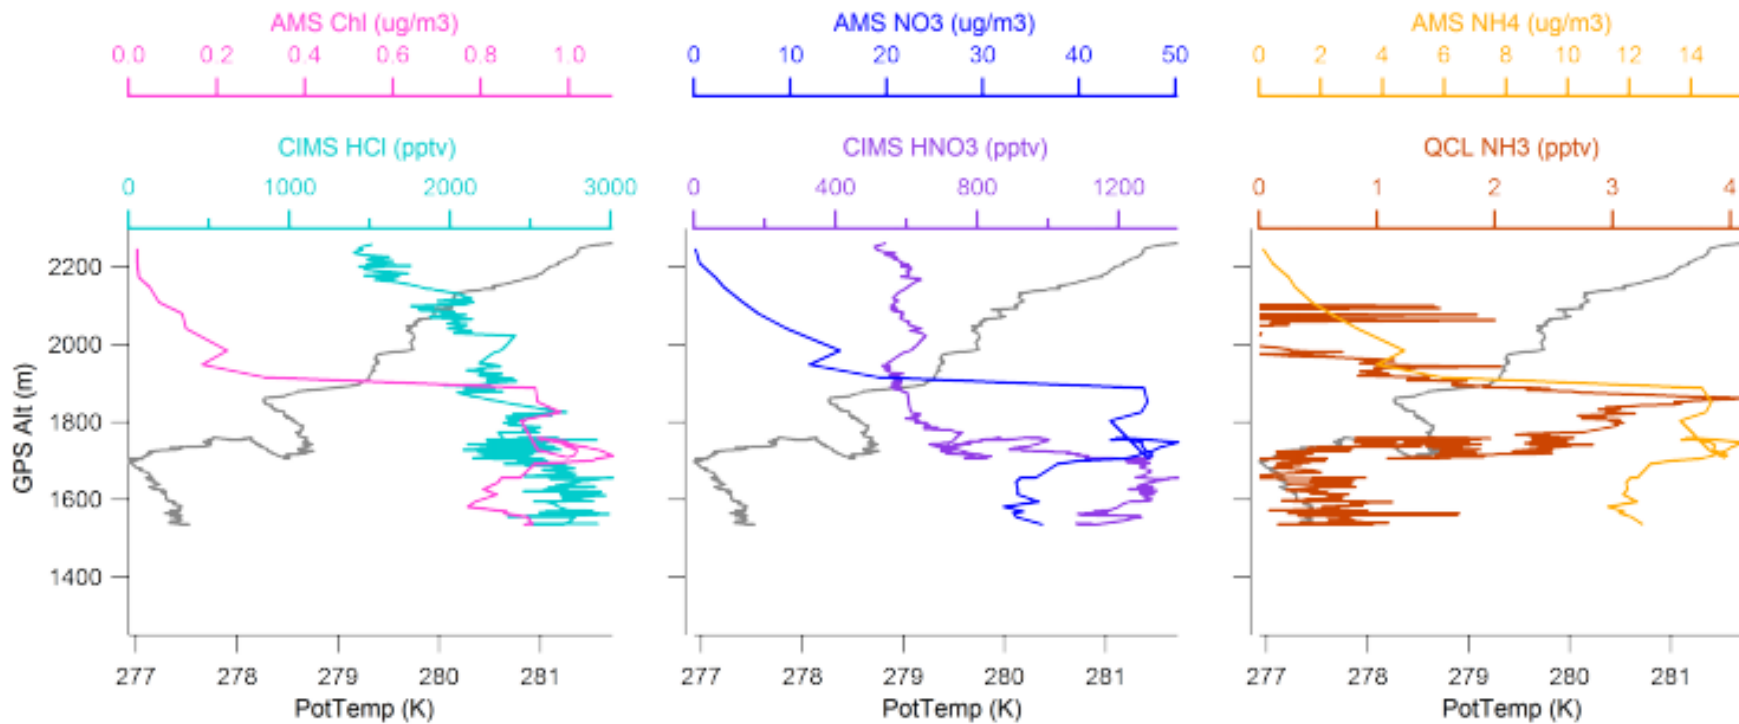 AMS Chl (ug/m3) AMS NO3 (ug/m3) AMS NH4 (ug/m3)
0.0 0.2 0.4 0.6 0.8 1.0 0 10 20 30 40 50 0 2 4 6 8 10 12 14
CIMS HCl (pptv) CIMS HNO3 (pptv) QCL NH3 (pptv)
0 1000 2000 3000 0 400 800 1200 0 1 2 3 4
GPS Alt (m)
2200
2000
1800
1600
1400
277 278 279 280 281 277 278 279 280 281 277 278 279 280 281
PotTemp (K) PotTemp (K) PotTemp (K)